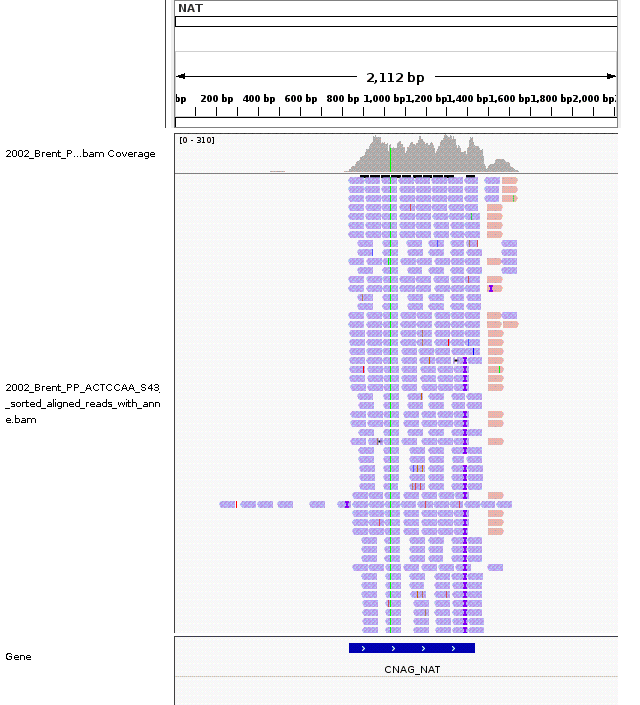 NAT
2,112 bp
bp 200 bp 400 bp 600 bp 800 bp 1,000 bp 1,200 bp 1,400 bp 1,600 bp 1,800 bp 2,000 bp
[0 - 310]
2002_Brent_P...bam Coverage
2002_Brent_PP_ACTCCAA_S43_
_sorted_aligned_reads_with_ann
e.bam
Gene
CNAG_NAT